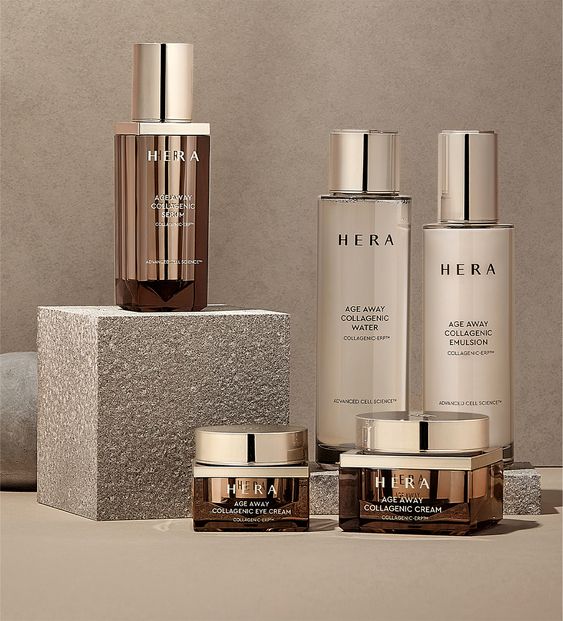 HERA
AGE AWAY
COLLAGENIC
SERUM
COLLAGENIC-ERP™
ADVANCED CELL SCIENCE™
HERA
AGE AWAY
COLLAGENIC
WATER
COLLAGENIC-ERP™
ADVANCED CELL SCIENCE™
HERA
AGE AWAY
COLLAGENIC
EMULSION
COLLAGENIC-ERP™
ADVANCED CELL SCIENCE™
HERA
AGE AWAY
COLLAGENIC EYE CREAM
COLLAGENIC-ERP™
HERA
AGE AWAY
COLLAGENIC CREAM
COLLAGENIC-ERP™